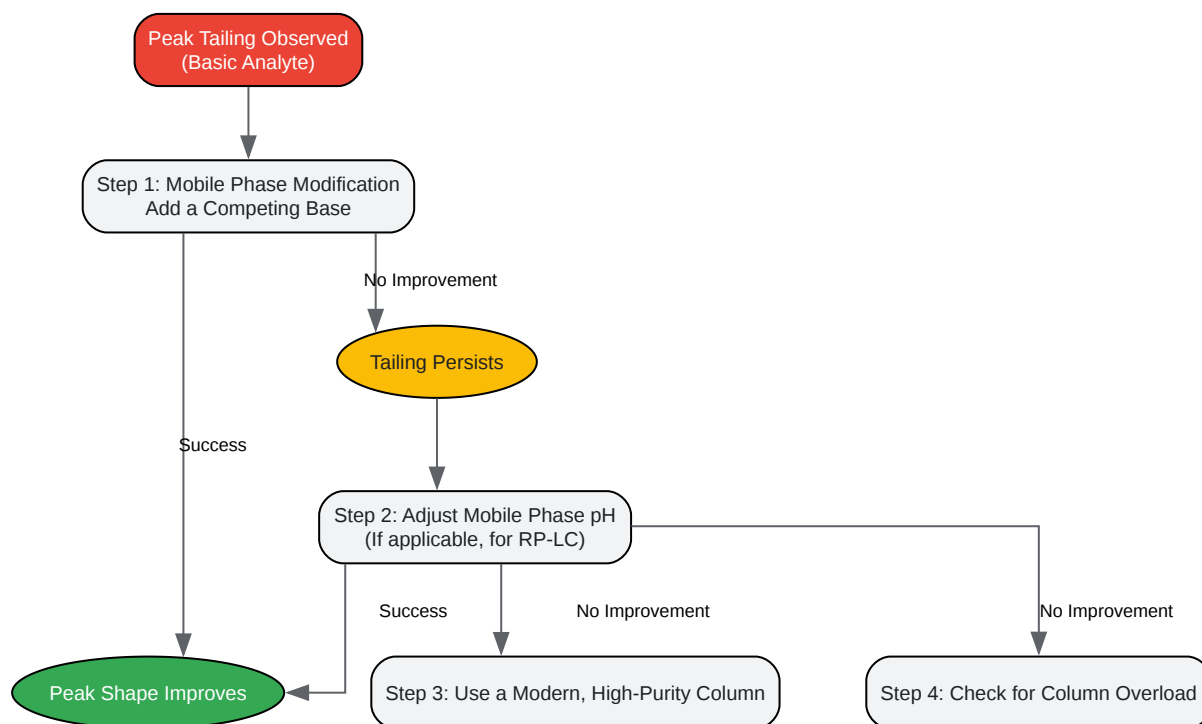 Peak Tailing Observed
(Basic Analyte)
Step 1: Mobile Phase Modification
Add a Competing Base
No Improvement
Tailing Persists
Success
Step 2: Adjust Mobile Phase pH
(If applicable, for RP-LC)
Success
No Improvement
No Improvement
Peak Shape Improves
Step 3: Use a Modern, High-Purity Column
Step 4: Check for Column Overload